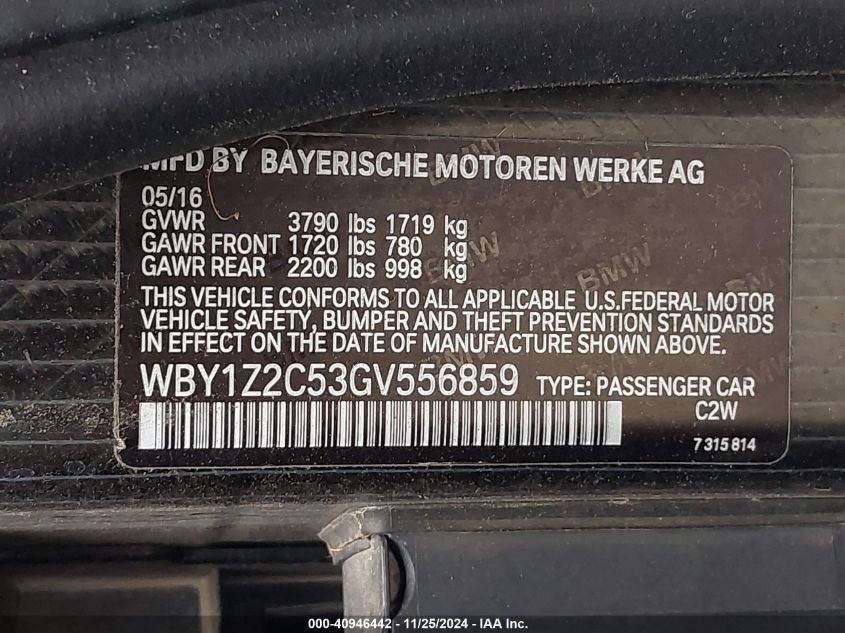 MFD BY BAYERISCHE MOTOREN WERKE AG
05/16
GVWR 3790 lbs 1719 kg
GAWR FRONT 1720 lbs 780 kg
GAWR REAR 2200 lbs 998 kg
THIS VEHICLE CONFORMS TO ALL APPLICABLE U.S.FEDERAL MOTOR
VEHICLE SAFETY, BUMPER AND THEFT PREVENTION STANDARDS
IN EFFECT ON THE DATE OF MANUFACTURE SHOWN ABOVE.
WBY1Z2C53GV556859 TYPE: PASSENGER CAR
C2W
7315814
BMW
BMW
BMW
000-40946442 - 11/25/2024 - IAA Inc.